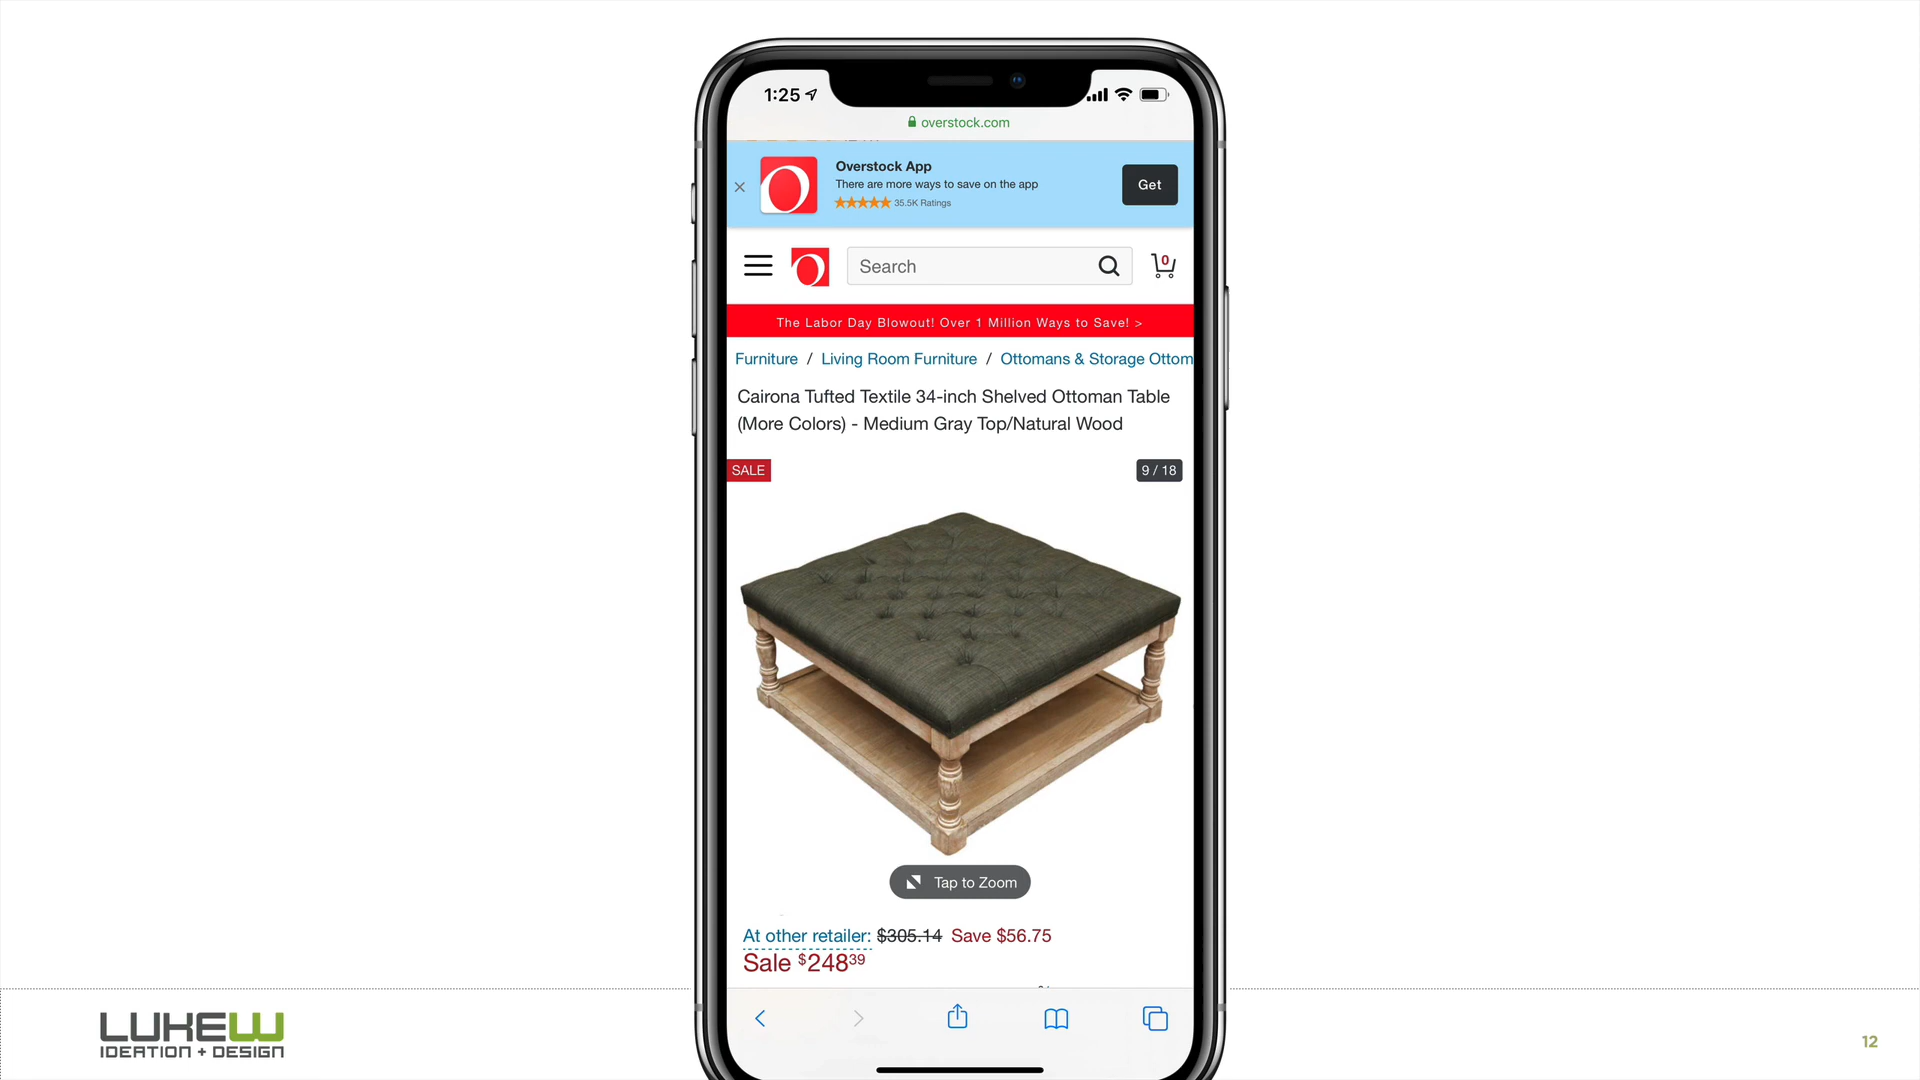 1:25
overstock.com
Overstock App
There are more ways to save on the app
35.5K Ratings
Get
Search
0
The Labor Day Blowout! Over 1 Million Ways to Save! >
Furniture / Living Room Furniture / Ottomans & Storage Ottom
Cairona Tufted Textile 34-inch Shelved Ottoman Table
(More Colors) - Medium Gray Top/Natural Wood
SALE
9 / 18
Tap to Zoom
At other retailer: $305.14 Save $56.75
Sale $24839
LUKEW
IDEATION + DESIGN
12